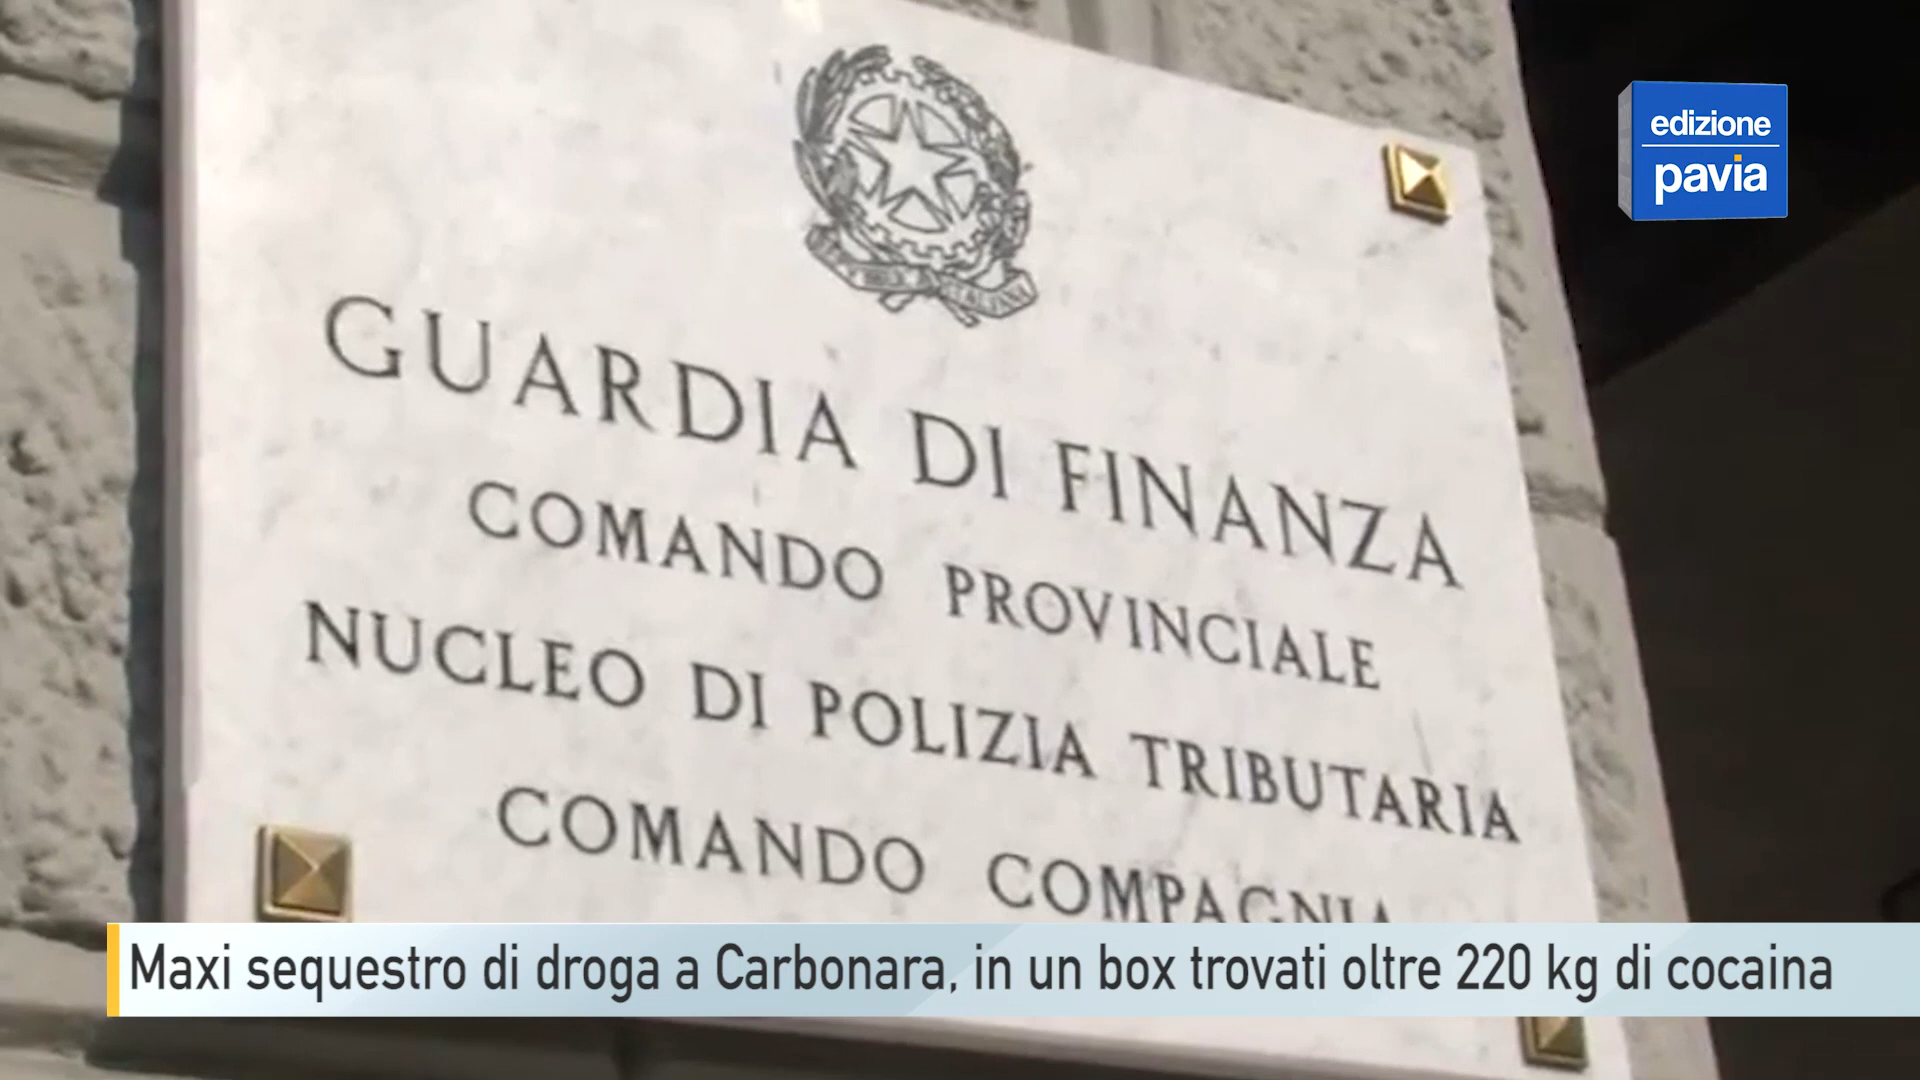 edizione
pavia
GUARDIA DI FINANZA
COMANDO PROVINCIALE
NUCLEO DI POLIZIA TRIBUTARIA
COMANDO COMPAGNIA
Maxi sequestro di droga a Carbonara, in un box trovati oltre 220 kg di cocaina